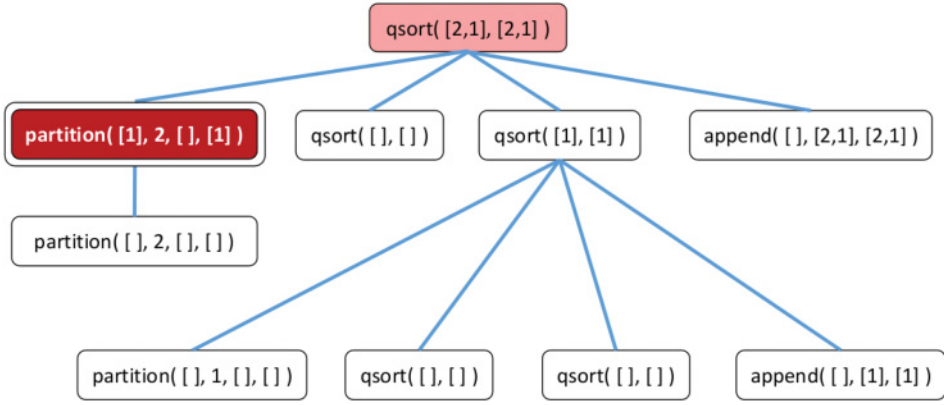 qsort( [2,1], [2,1] )
partition( [1], 2, [ ], [1] )
qsort( [ ], [ ] )
qsort( [1], [1] )
append( [ ], [2,1], [2,1] )
partition( [ ], 2, [ ], [ ] )
partition( [ ], 1, [ ], [ ] )
qsort( [ ], [ ] )
qsort( [ ], [ ] )
append( [ ], [1], [1] )